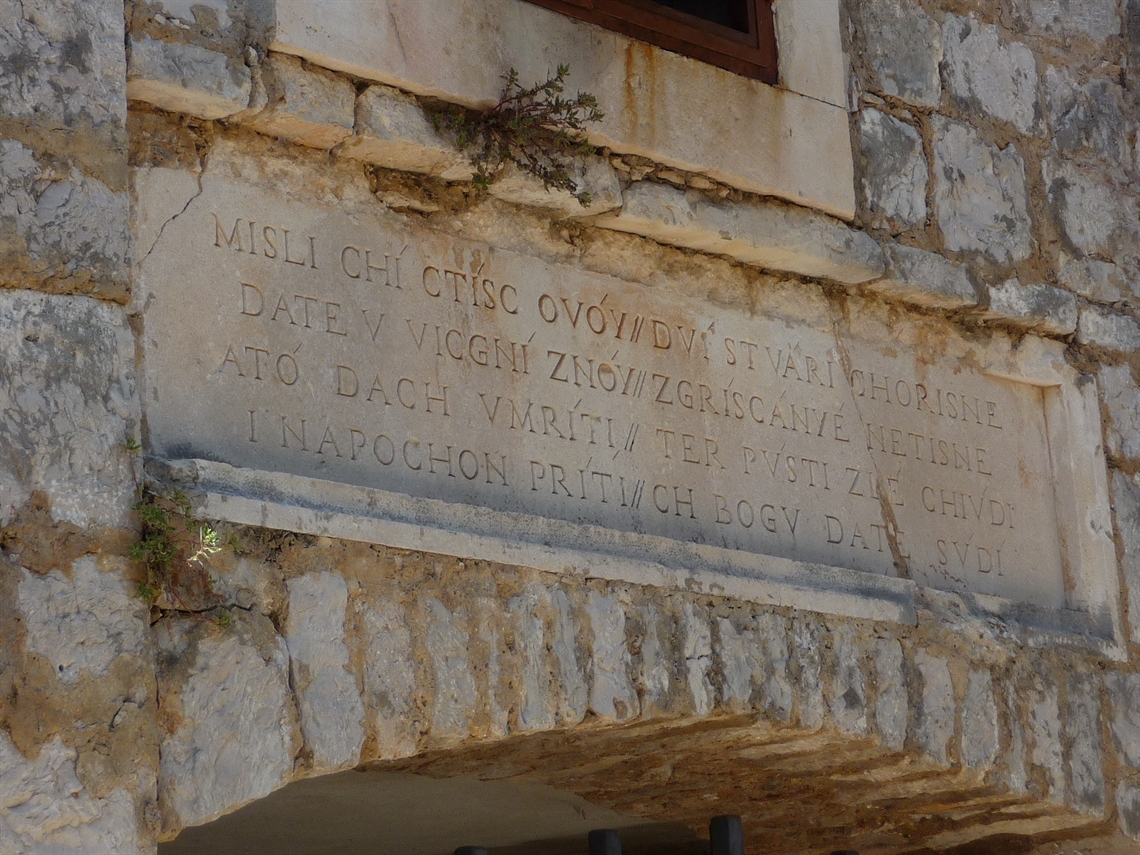 MISLI CHÍ CTÍSC OVÓY//DVÍ STVÁRI CHORISNE
DATE V VICGNÍ ZNÓY//ZGRÍSCÁNYÉ NETISNE
ATÓ DACH VMRÍTI// TER PVSTI ZLÉ CHIVDI
I NAPOCHON PRÍTI//CH BOGV DATE SVDI